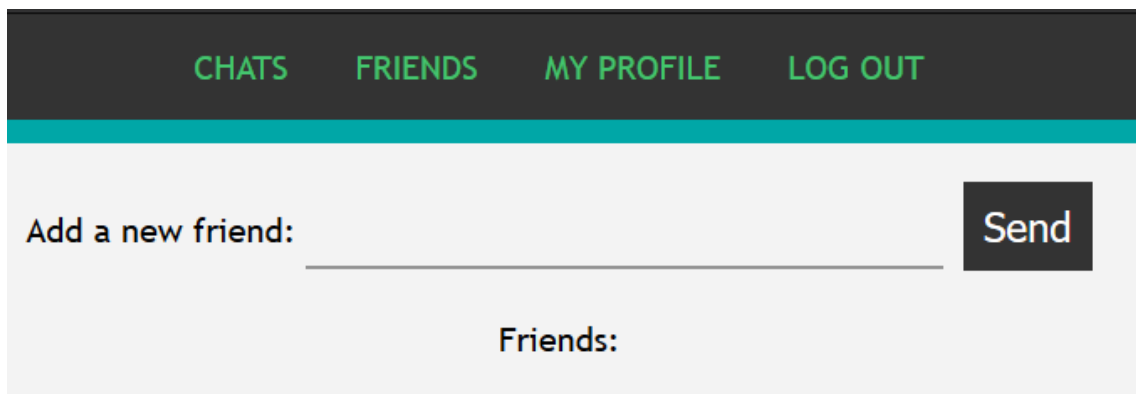 CHATS FRIENDS MY PROFILE LOG OUT
Add a new friend: Send
Friends: